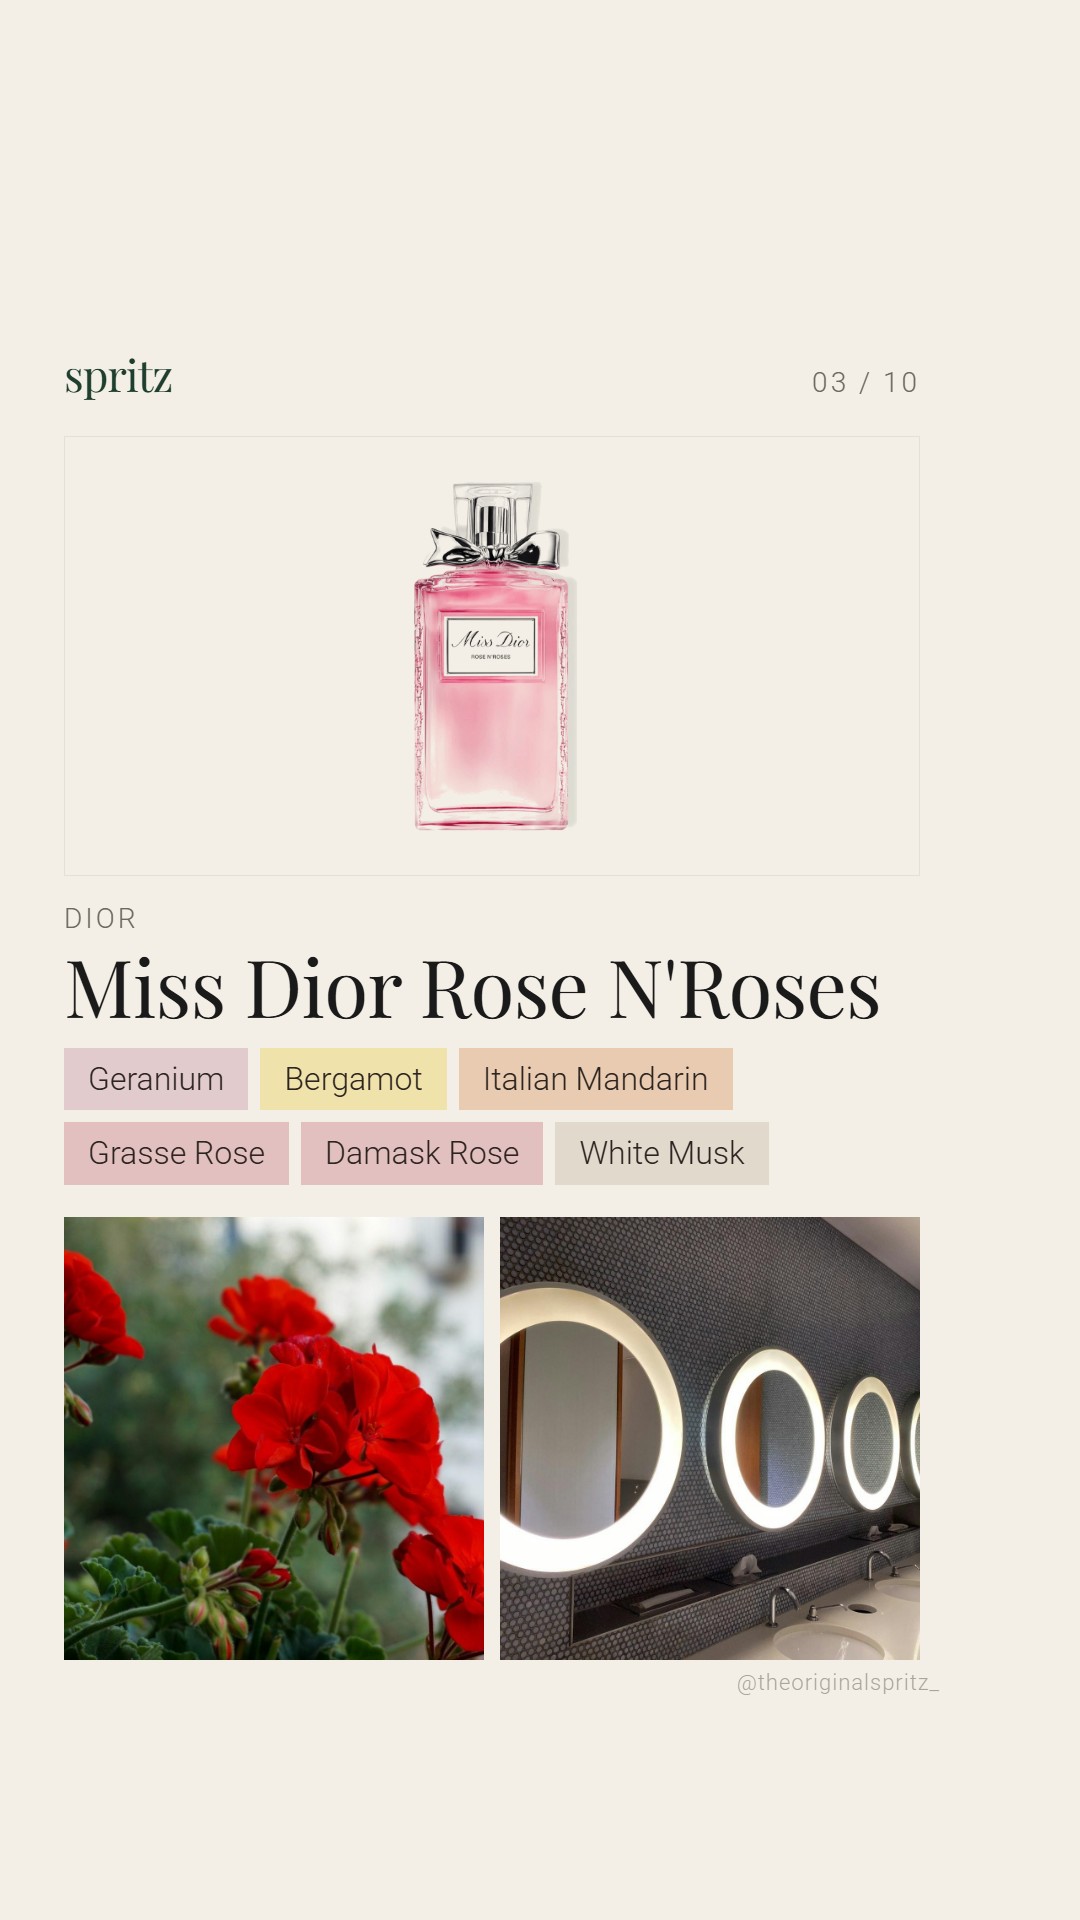 spritz
03 / 10
Miss Dior
ROSE N'ROSES
DIOR
Miss Dior Rose N'Roses
Geranium Bergamot Italian Mandarin
Grasse Rose Damask Rose White Musk
@theoriginalspritz_